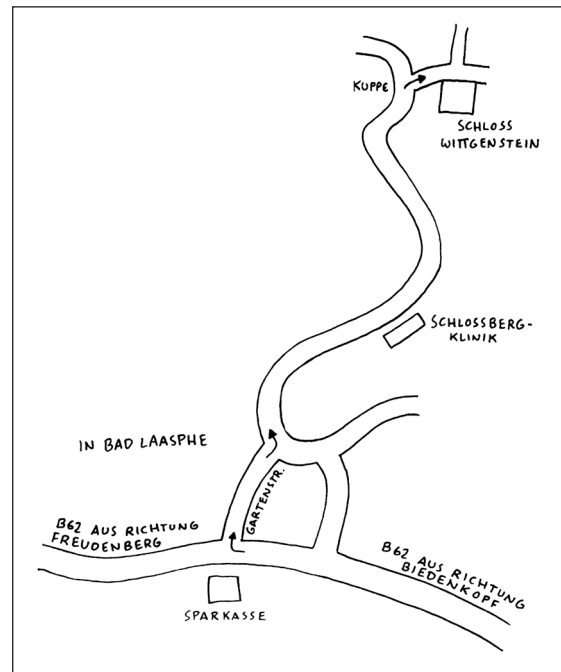 KUPPE
SCHLOSS
WITTGENSTEIN
SCHLOSSBERG-
KLINIK
IN BAD LAASPHE
GARTENSTR.
B62 AUS RICHTUNG
FREUDENBERG
B62 AUS RICHTUNG
BIEDENKOPF
SPARKASSE